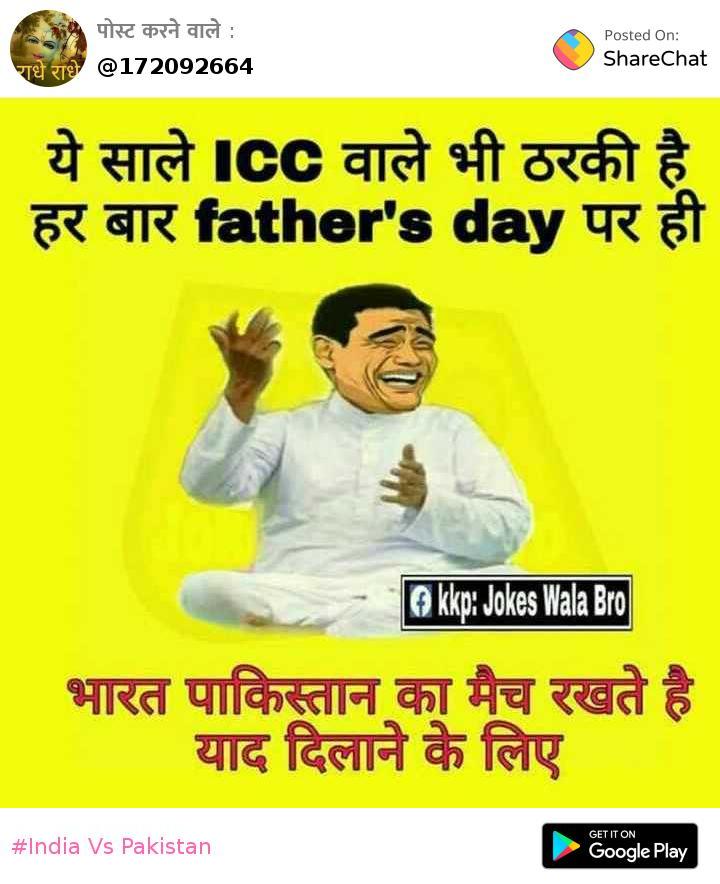 पोस्ट करने वाले :
@172092664
Posted On:
ShareChat
राधे राधे
ये साले ICC वाले भी ठरकी है
हर बार father's day पर ही
kkp: Jokes Wala Bro
भारत पाकिस्तान का मैच रखते है
याद दिलाने के लिए
#India Vs Pakistan
GET IT ON
Google Play